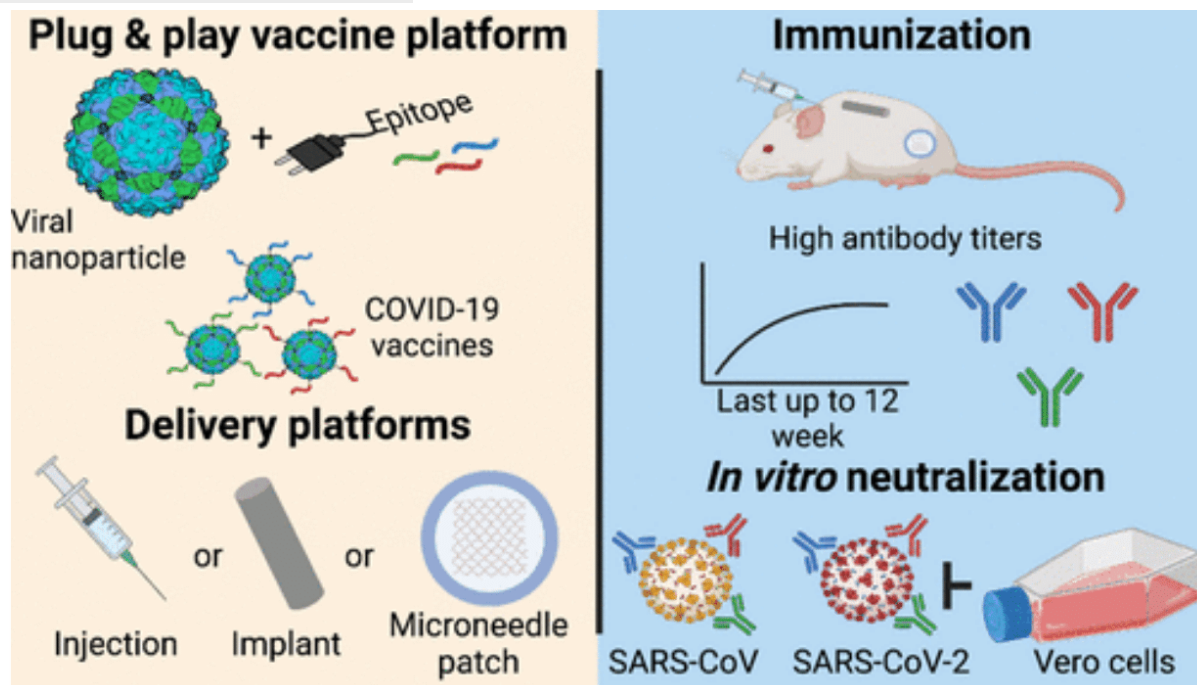 Plug & play vaccine platform
+
Epitope
Viral
nanoparticle
COVID-19
vaccines
Delivery platforms
or
or
Injection
Implant
Microneedle
patch
Immunization
High antibody titers
Last up to 12
week
In vitro neutralization
SARS-CoV
SARS-CoV-2
Vero cells